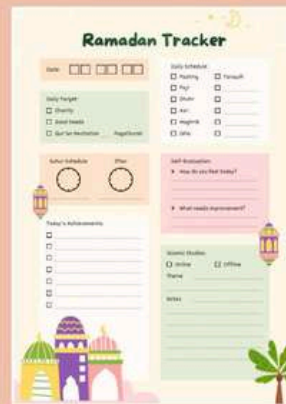 Ramadan Tracker
Date:
Daily Target
Charity
Good Deeds
Qur'an Recitation Page/Surah:
Daily Schedule
Fasting Tarawih
Fajr
Dhuhr
Asr
Maghrib
Isha
Suhur Schedule Iftar
Today's Achievements
Self-Evaluation
How do you feel today?
What needs improvement?
Islamic Studies
Online Offline
Theme
Notes